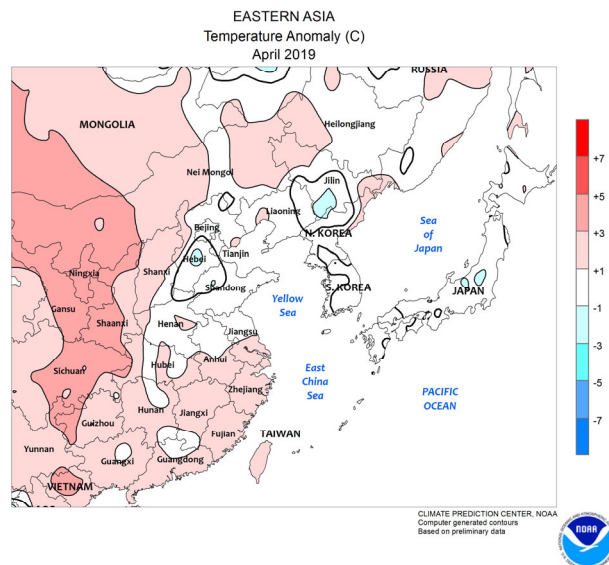 EASTERN ASIA
Temperature Anomaly (C)
April 2019
RUSSIA
MONGOLIA
Heilongjiang
Nei Mongol
Jilin
Liaoning
Bejing
N. KOREA
Sea
of
Japan
Tianjin
Hebei
Ningxia
Shanxi
Shandong
S. KOREA
JAPAN
Yellow
Sea
Gansu
Shaanxi
Henan
Jiangsu
Sichuan
Hubei
Anhui
East
China
Sea
Zhejiang
PACIFIC
OCEAN
Hunan
Jiangxi
Guizhou
Fujian
TAIWAN
Yunnan
Guangxi
Guangdong
VIETNAM
+7
+5
+3
+1
-1
-3
-5
-7
CLIMATE PREDICTION CENTER, NOAA
Computer generated contours
Based on preliminary data
NOAA